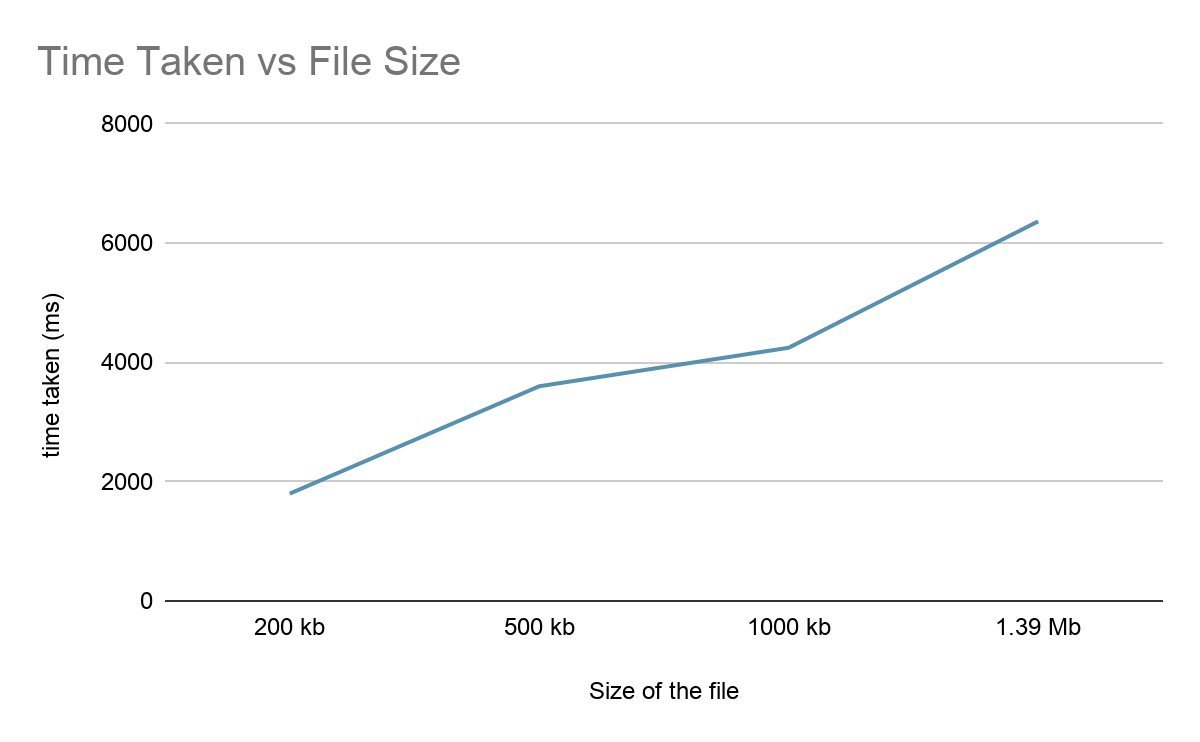 Time Taken vs File Size
8000
6000
4000
2000
0
time taken (ms)
200 kb 500 kb 1000 kb 1.39 Mb
Size of the file